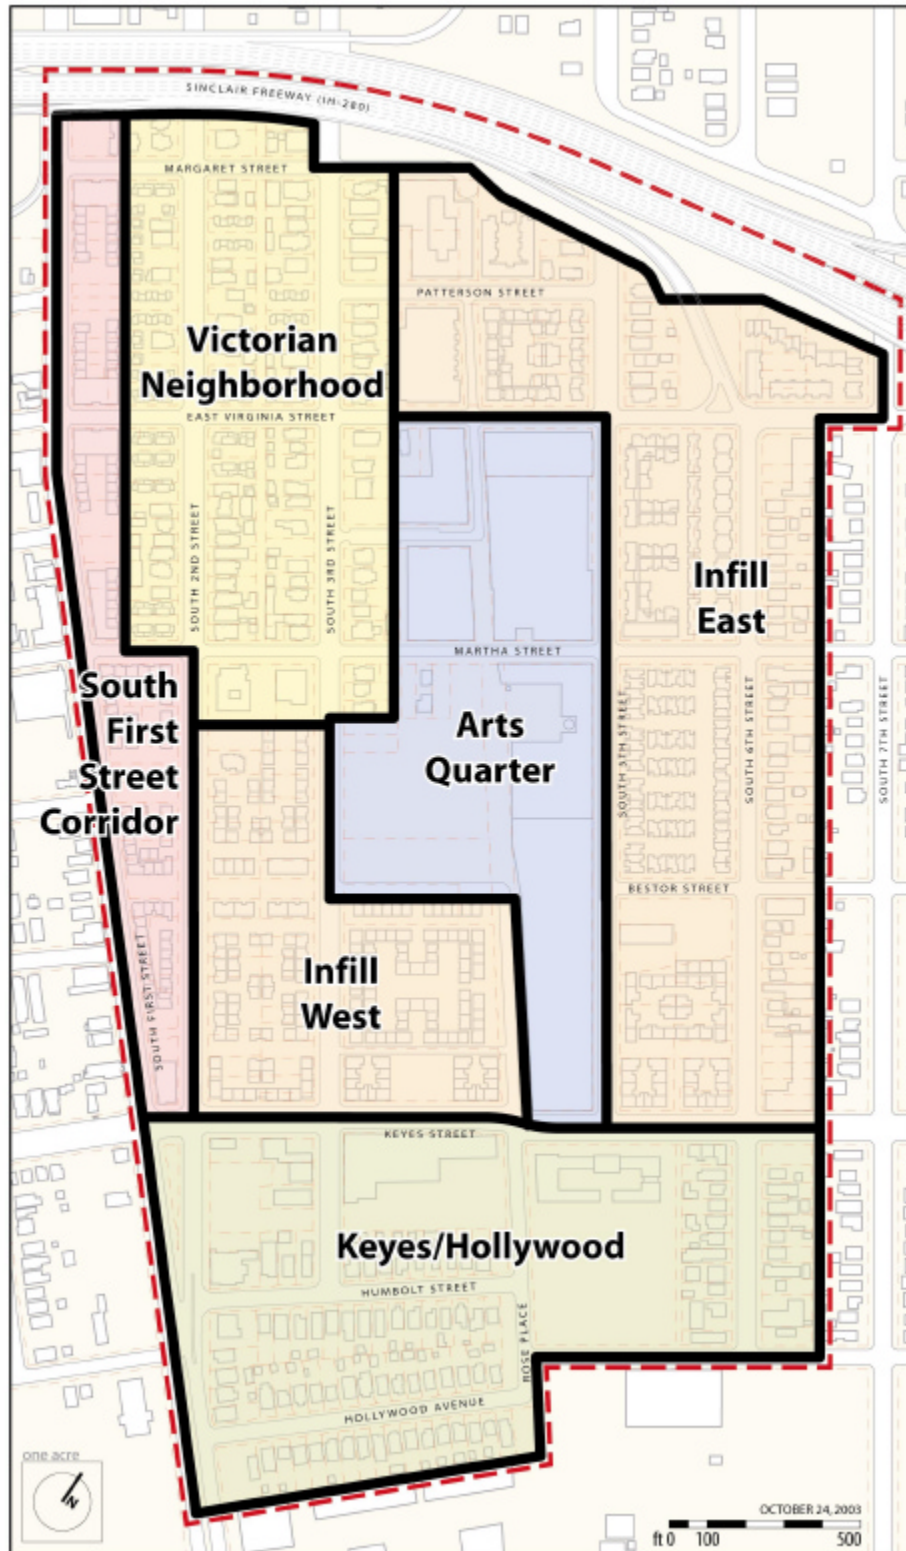 SINCLAIR FREEWAY (IH-280)
MARGARET STREET
PATTERSON STREET
Victorian
Neighborhood
EAST VIRGINIA STREET
SOUTH 2ND STREET
SOUTH 3RD STREET
Infill
East
MARTHA STREET
South
First
Street
Corridor
Arts
Quarter
SOUTH 5TH STREET
SOUTH 6TH STREET
SOUTH 7TH STREET
BESTOR STREET
Infill
West
SOUTH FIRST STREET
KEYES STREET
Keyes/Hollywood
HUMBOLT STREET
ROSE PLACE
HOLLYWOOD AVENUE
one acre
N
OCTOBER 24, 2003
ft 0 100 500